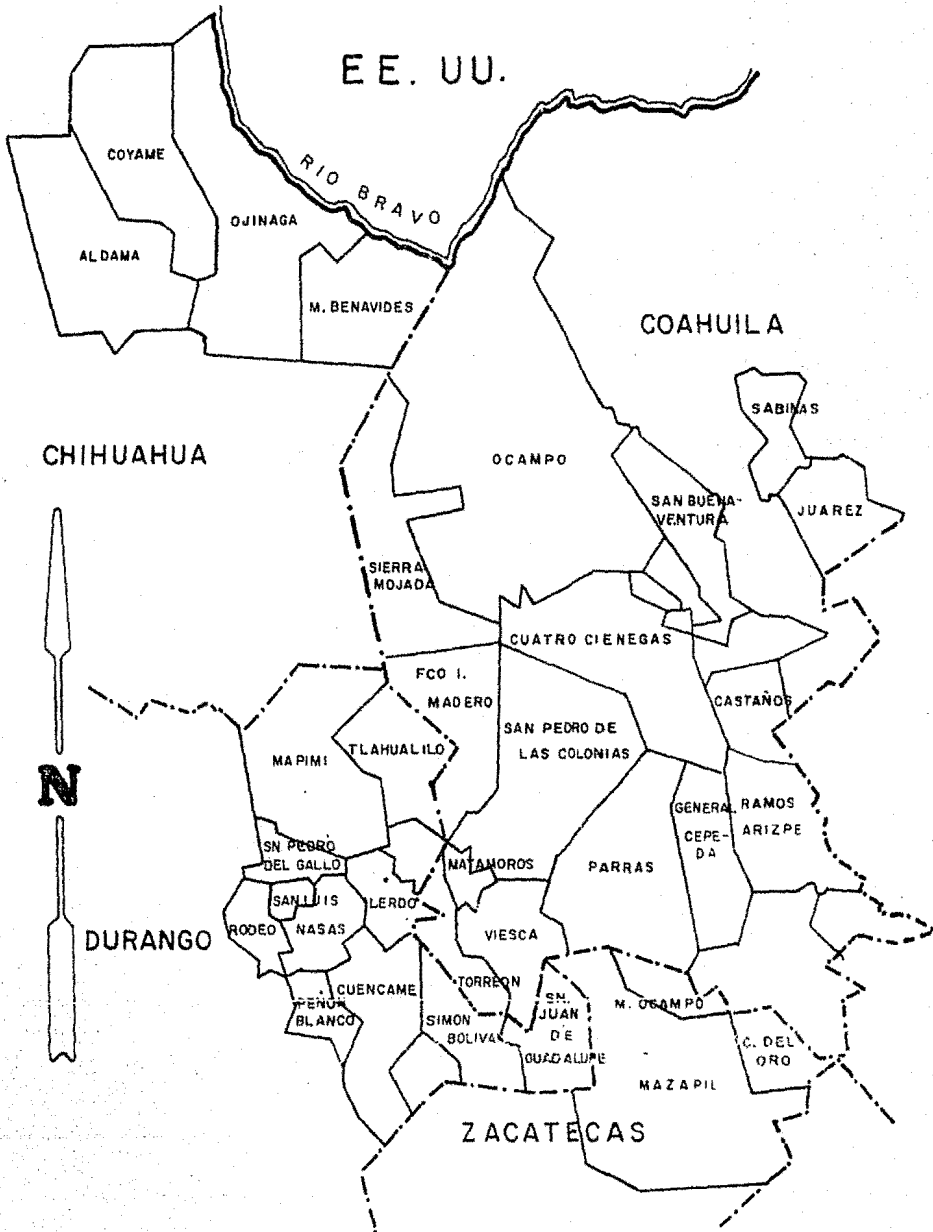 EE. UU.
RIO BRAVO
COYAME
OJINAGA
ALDAMA
M. BENAVIDES
COAHUILA
SABINAS
CHIHUAHUA
OCAMPO
SAN BUENA-
VENTURA
JUAREZ
SIERRA
MOJADA
CUATRO CIENEGAS
FCO I.
MADERO
CASTAÑOS
SAN PEDRO DE
LAS COLONIAS
TLAHUALILO
MAPIMI
N
GENERAL
CEPE-
DA
RAMOS
ARIZPE
SN. PEDRO
DEL GALLO
MATAMOROS
PARRAS
SAN LUIS
LERDO
RODEO
NASAS
VIESCA
DURANGO
CUENCAME
TORREON
PEÑON
BLANCO
SIMON
BOLIVAR
SN.
JUAN
DE
GUADALUPE
M. OCAMPO
C. DEL
ORO
MAZAPIL
ZACATECAS